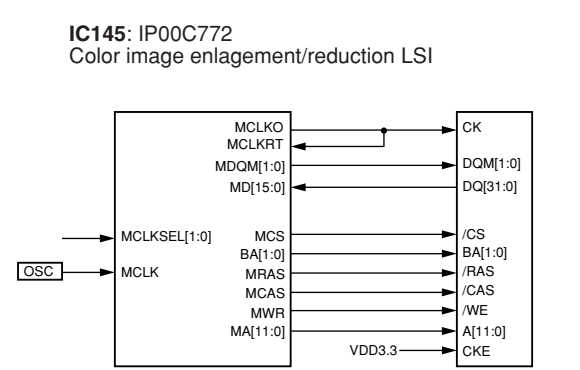 IC145: IP00C772
Color image enlagement/reduction LSI
MCLKO CK
MCLKRT
MDQM[1:0] DQM[1:0]
MD[15:0] DQ[31:0]
MCLKSEL[1:0] MCS /CS
BA[1:0] BA[1:0]
OSC MCLK MRAS /RAS
MCAS /CAS
MWR /WE
MA[11:0] A[11:0]
VDD3.3 CKE